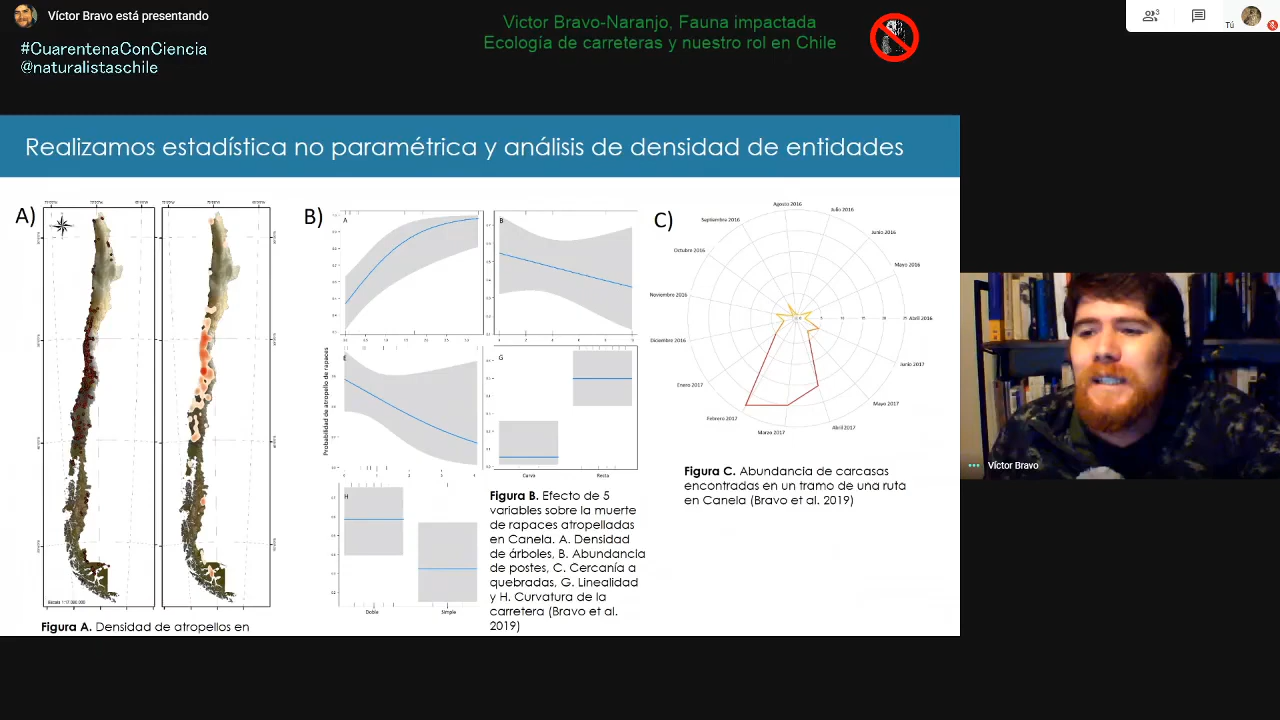 Víctor Bravo está presentando
#CuarentenaConCiencia
@naturalistaschile
Victor Bravo-Naranjo, Fauna impactada
Ecología de carreteras y nuestro rol en Chile
3
Tú
Realizamos estadística no paramétrica y análisis de densidad de entidades
A)
Figura A. Densidad de atropellos en
B)
Probabilidad de atropello de rapaces
A
B
E
G
Curva
Recta
H
Doble
Simple
Figura B. Efecto de 5
variables sobre la muerte
de rapaces atropelladas
en Canela. A. Densidad
de árboles, B. Abundancia
de postes, C. Cercanía a
quebradas, G. Linealidad
y H. Curvatura de la
carretera (Bravo et al.
2019)
C)
Agosto 2016
Julio 2016
Junio 2016
Mayo 2016
Abril 2016
Junio 2017
Mayo 2017
Abril 2017
Marzo 2017
Febrero 2017
Enero 2017
Diciembre 2016
Noviembre 2016
Octubre 2016
Septiembre 2016
Figura C. Abundancia de carcasas
encontradas en un tramo de una ruta
en Canela (Bravo et al. 2019)
Víctor Bravo